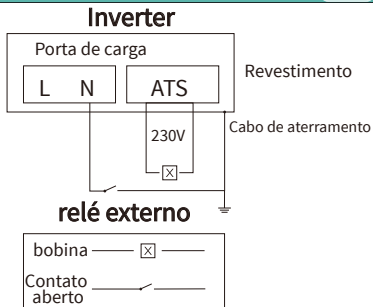 Inverter
Porta de carga
L N
ATS
Revestimento
230V
Cabo de aterramento
X
relé externo
bobina
X
Contato
aberto